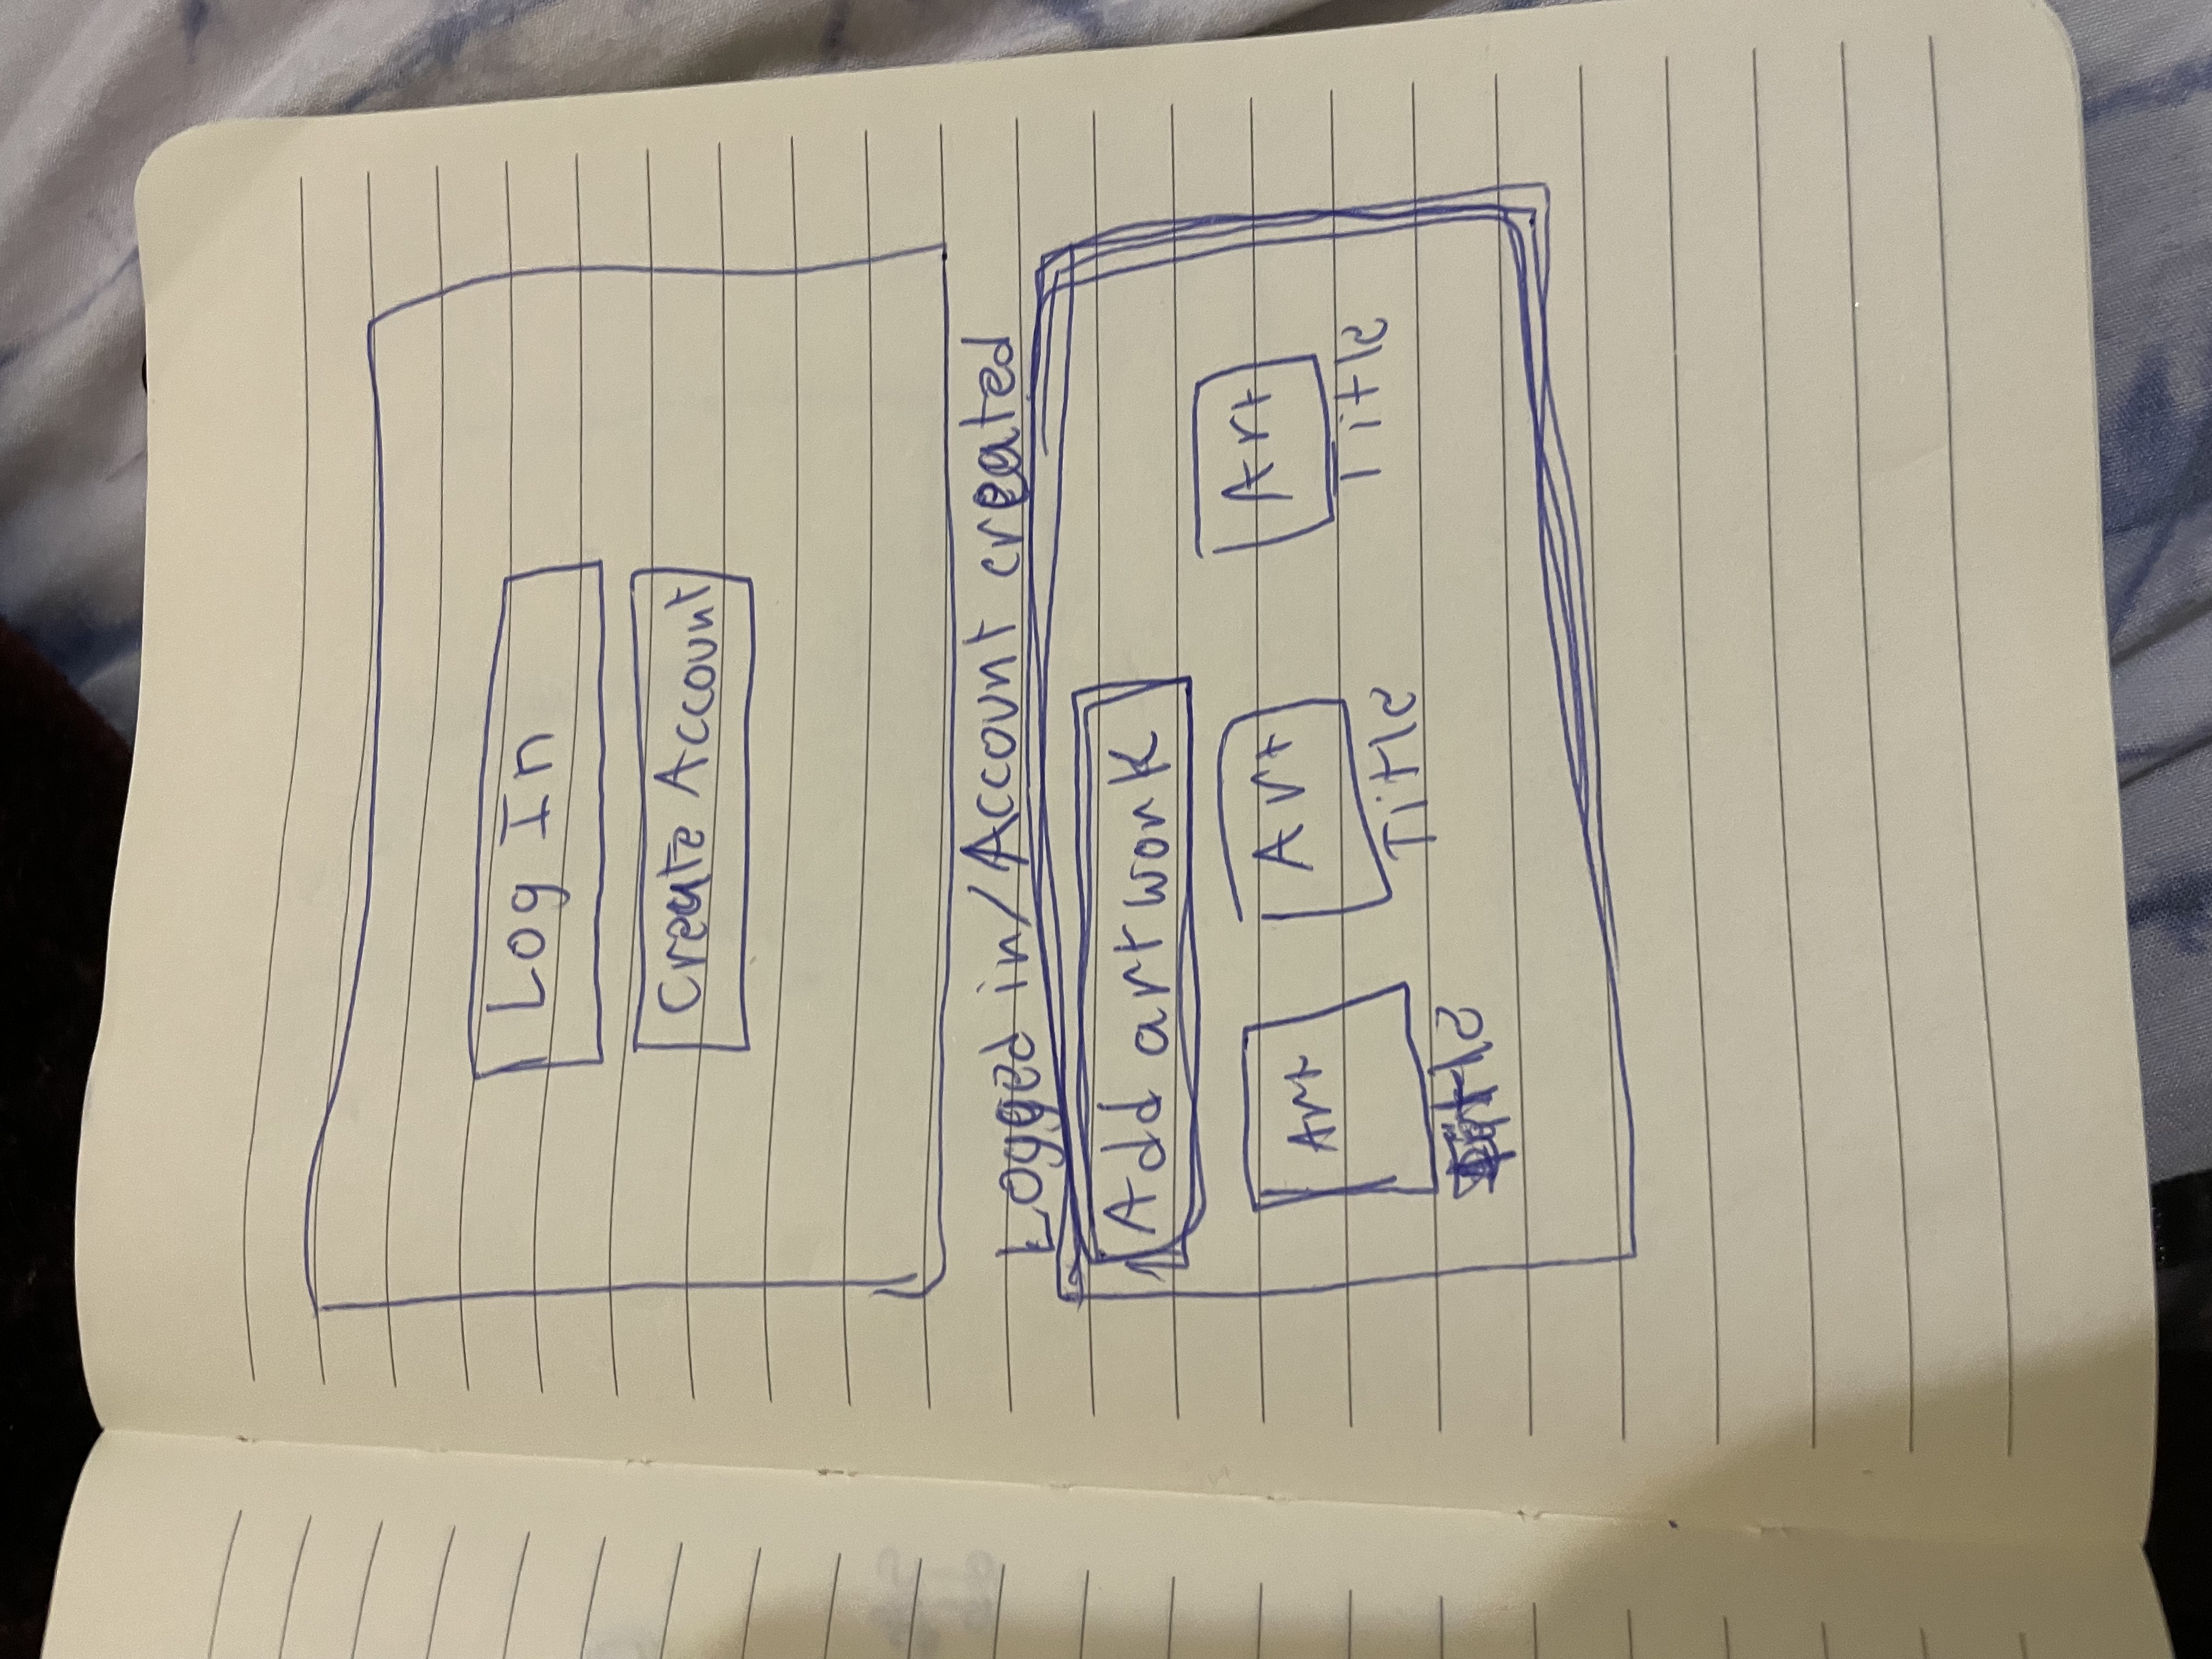 Log In
Create Account
Logged in/Account created
Add artwork
Art Art Art
Title Title Title